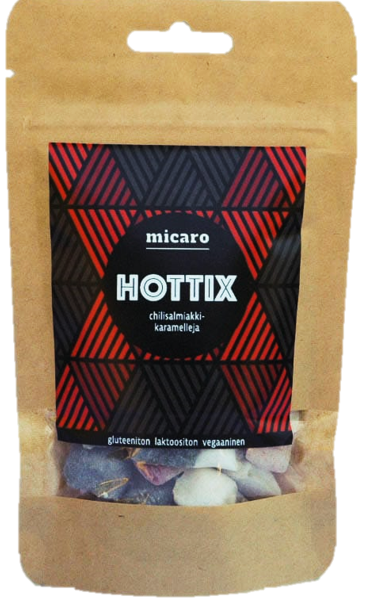 micaro
HOTTIX
chilisalmiakki-
karamelleja
gluteeniton laktoositon vegaaninen